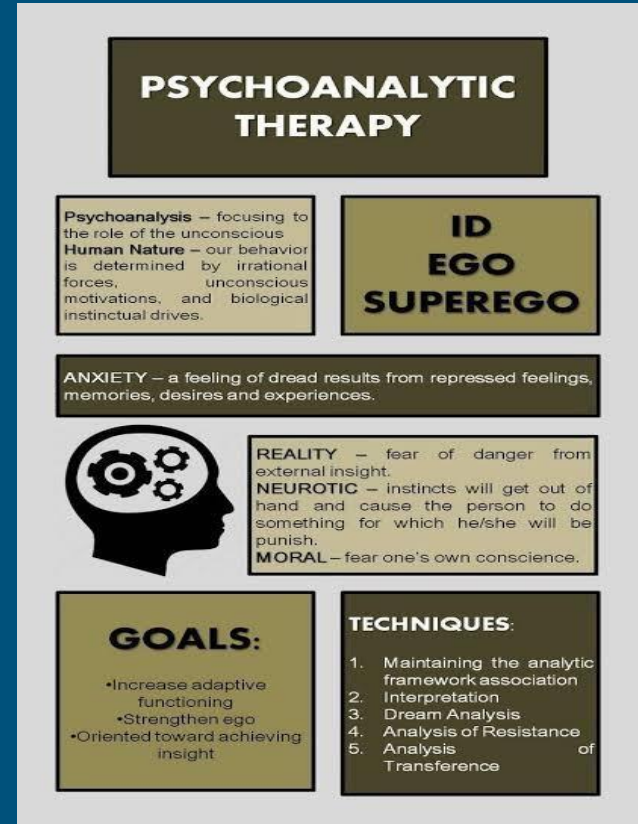 PSYCHOANALYTIC
THERAPY
Psychoanalysis – focusing to
the role of the unconscious
Human Nature – our behavior
is determined by irrational
forces, unconscious
motivations, and biological
instinctual drives.
ID
EGO
SUPEREGO
ANXIETY – a feeling of dread results from repressed feelings,
memories, desires and experiences.
REALITY – fear of danger from
external insight.
NEUROTIC – instincts will get out of
hand and cause the person to do
something for which he/she will be
punish.
MORAL – fear one's own conscience.
GOALS:
•Increase adaptive
functioning
•Strengthen ego
•Oriented toward achieving
insight
TECHNIQUES:
1. Maintaining the analytic
framework association
2. Interpretation
3. Dream Analysis
4. Analysis of Resistance
5. Analysis of
Transference